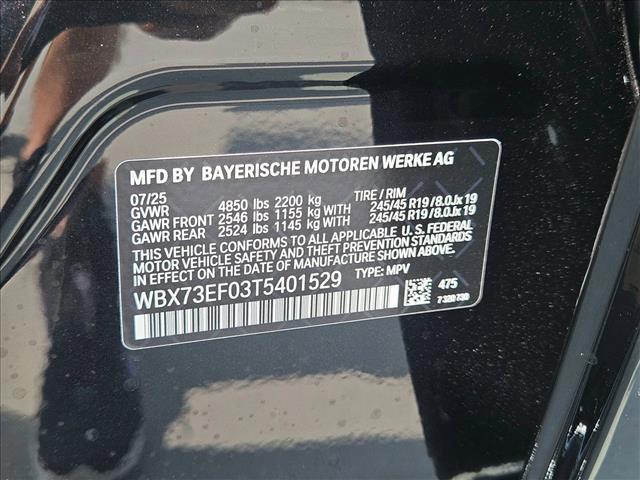 MFD BY BAYERISCHE MOTOREN WERKE AG
07/25 TIRE / RIM
GVWR 4850 lbs 2200 kg
GAWR FRONT 2546 lbs 1155 kg WITH 245/45 R19 / 8.0Jx19
GAWR REAR 2524 lbs 1145 kg WITH 245/45 R19 / 8.0Jx19
THIS VEHICLE CONFORMS TO ALL APPLICABLE U.S. FEDERAL
MOTOR VEHICLE SAFETY AND THEFT PREVENTION STANDARDS
IN EFFECT ON THE DATE OF MANUFACTURE SHOWN ABOVE.
WBX73EF03T5401529 TYPE: MPV
475
7320730